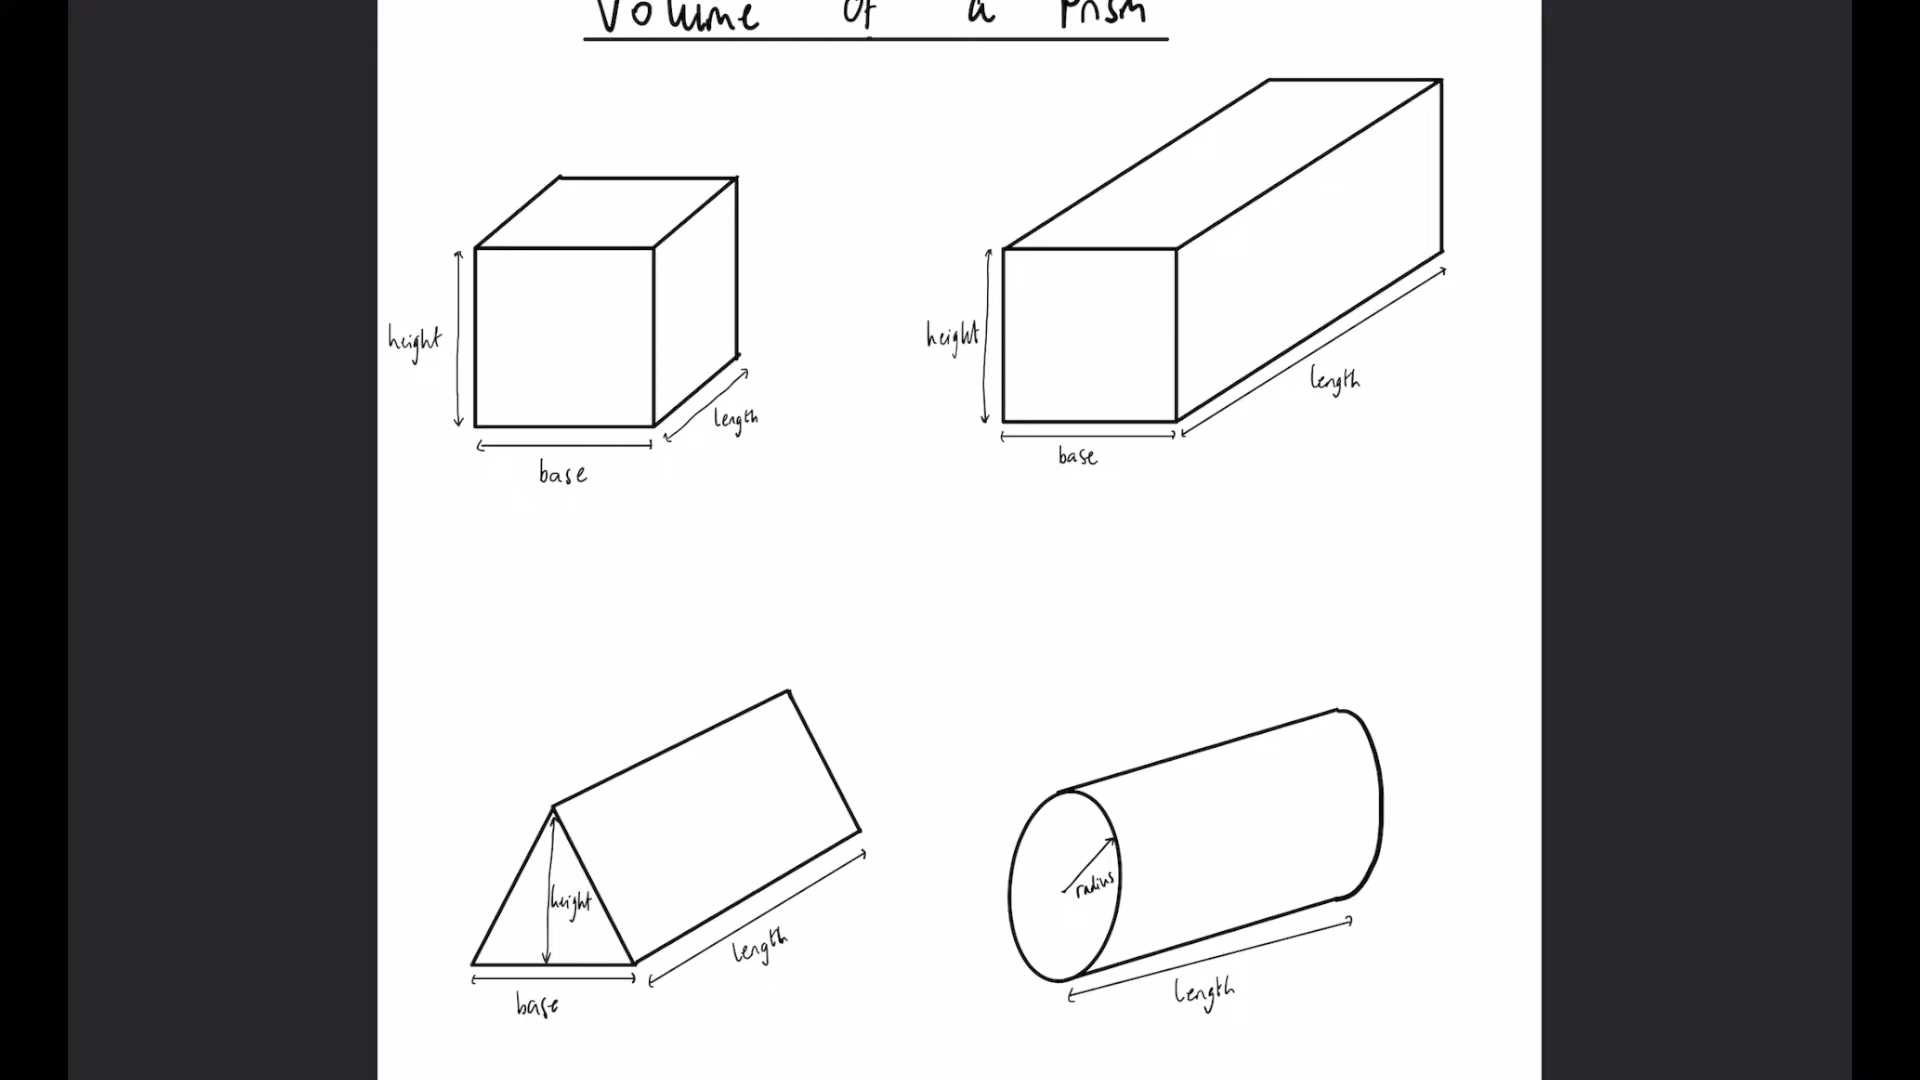 Volume of a Prism
height
length
base
height
length
base
height
length
base
radius
length